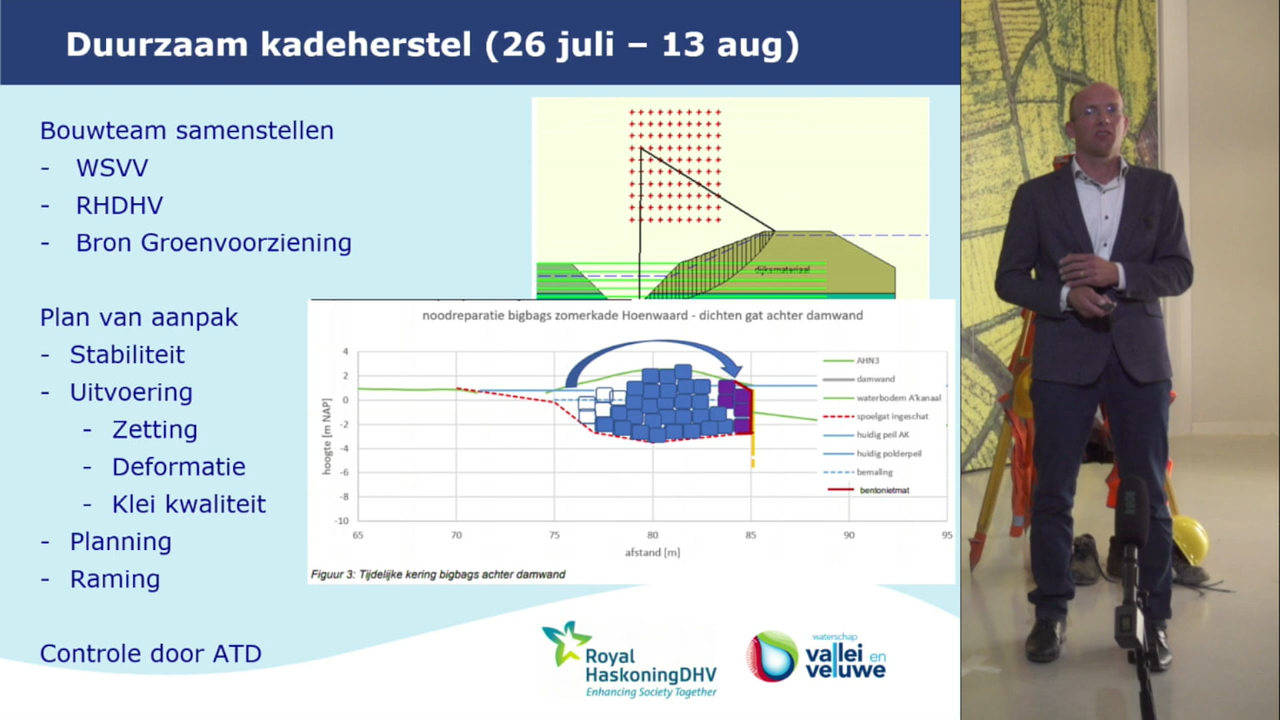 Duurzaam kadeherstel (26 juli – 13 aug)
Bouwteam samenstellen
- WSVV
- RHDHV
- Bron Groenvoorziening
Plan van aanpak
- Stabiliteit
- Uitvoering
- Zetting
- Deformatie
- Klei kwaliteit
- Planning
- Raming
Controle door ATD
dijksmateriaal
noodreparatie bigbags zomerkade Hoenwaard - dichten gat achter damwand
hoogte [m NAP]
4
2
0
-2
-4
-6
-8
-10
65 70 75 80 85 90 95
afstand [m]
AHN3
damwand
waterbodem A'kanaal
spoelgat ingeschat
huidig peil AK
huidig polderpeil
bemaling
bentonietmat
Figuur 3: Tijdelijke kering bigbags achter damwand
Royal
HaskoningDHV
Enhancing Society Together
waterschap
vallei en
veluwe